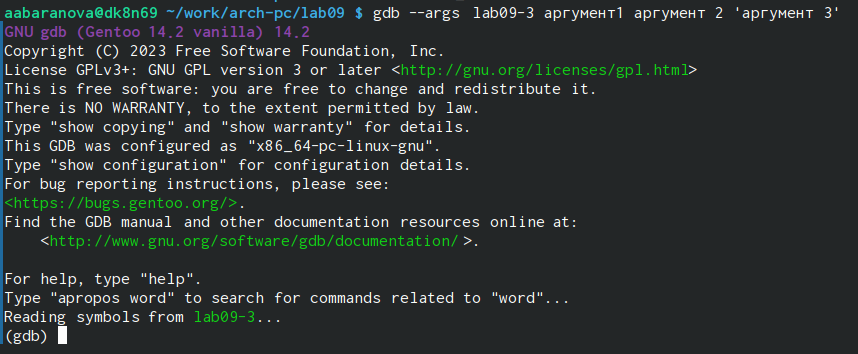 aabaranova@dk8n69 ~/work/arch-pc/lab09 $ gdb --args lab09-3 аргумент1 аргумент 2 'аргумент 3'
GNU gdb (Gentoo 14.2 vanilla) 14.2
Copyright (C) 2023 Free Software Foundation, Inc.
License GPLv3+: GNU GPL version 3 or later <http://gnu.org/licenses/gpl.html>
This is free software: you are free to change and redistribute it.
There is NO WARRANTY, to the extent permitted by law.
Type "show copying" and "show warranty" for details.
This GDB was configured as "x86_64-pc-linux-gnu".
Type "show configuration" for configuration details.
For bug reporting instructions, please see:
<https://bugs.gentoo.org/>.
Find the GDB manual and other documentation resources online at:
    <http://www.gnu.org/software/gdb/documentation/>.

For help, type "help".
Type "apropos word" to search for commands related to "word"...
Reading symbols from lab09-3...
(gdb)